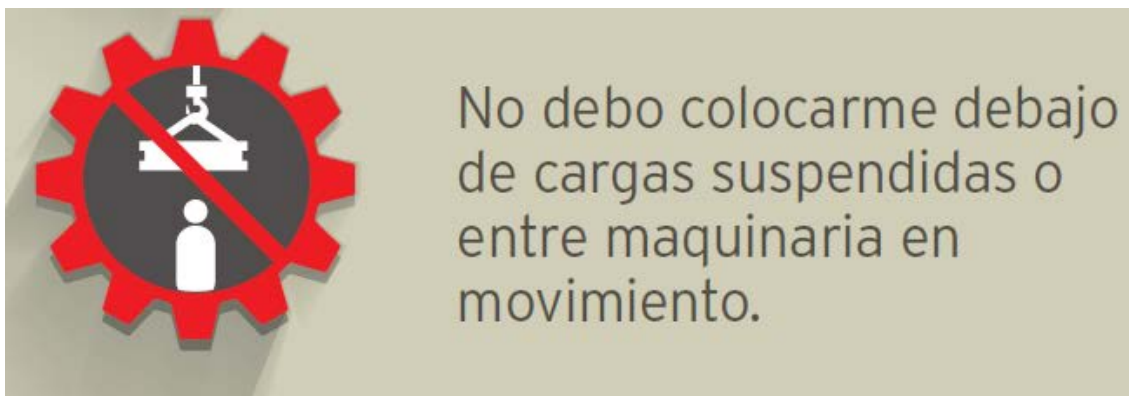 No debo colocarme debajo
de cargas suspendidas o
entre maquinaria en
movimiento.